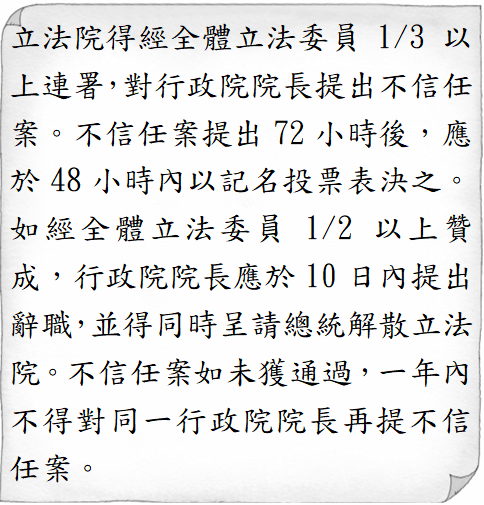 立法院得經全體立法委員 1/3 以
上連署，對行政院院長提出不信任
案。不信任案提出 72 小時後，應
於 48 小時內以記名投票表決之。
如經全體立法委員 1/2 以上贊
成，行政院院長應於 10 日內提出
辭職，並得同時呈請總統解散立法
院。不信任案如未獲通過，一年內
不得對同一行政院院長再提不信
任案。